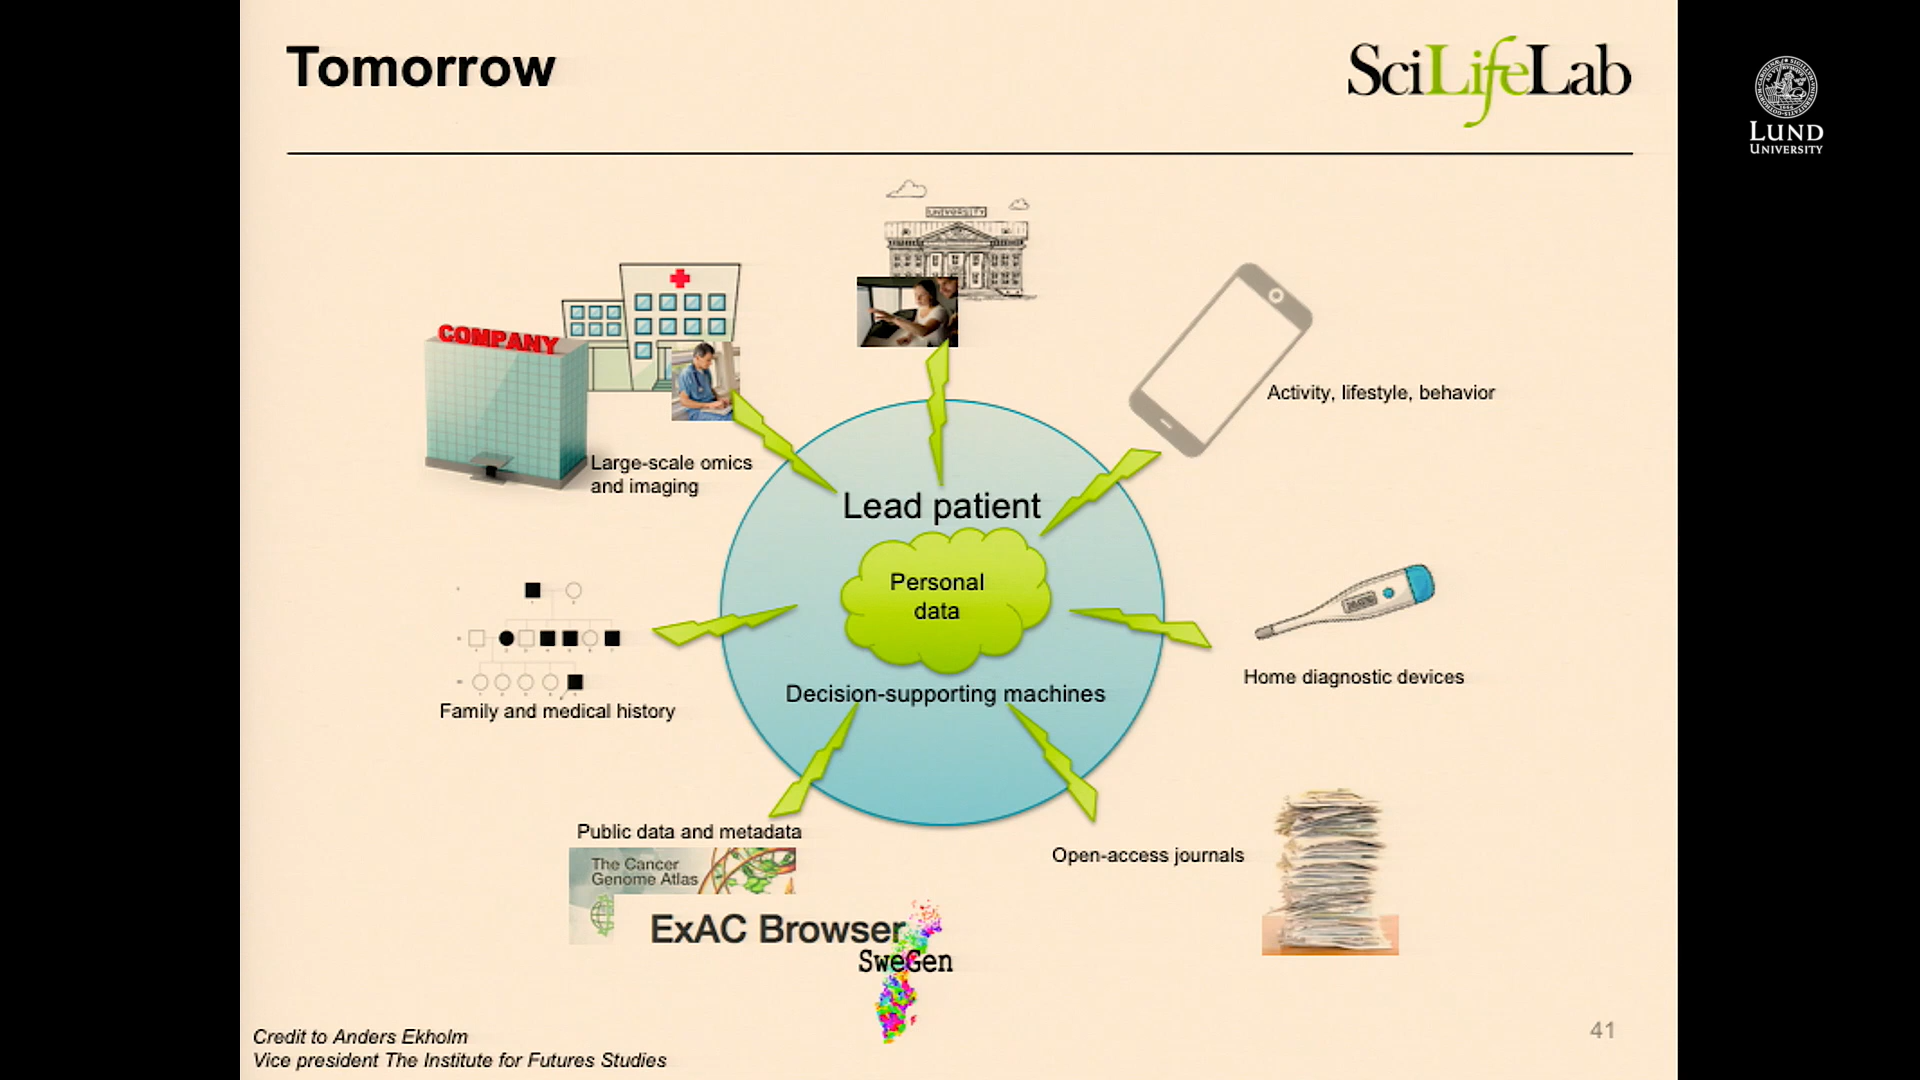 Tomorrow
SciLifeLab
LUND
UNIVERSITY
UNIVERSITY
COMPANY
Activity, lifestyle, behavior
Large-scale omics
and imaging
Lead patient
Personal
data
Decision-supporting machines
Home diagnostic devices
Family and medical history
Public data and metadata
The Cancer
Genome Atlas
Open-access journals
ExAC Browser
SweGen
Credit to Anders Ekholm
Vice president The Institute for Futures Studies
41